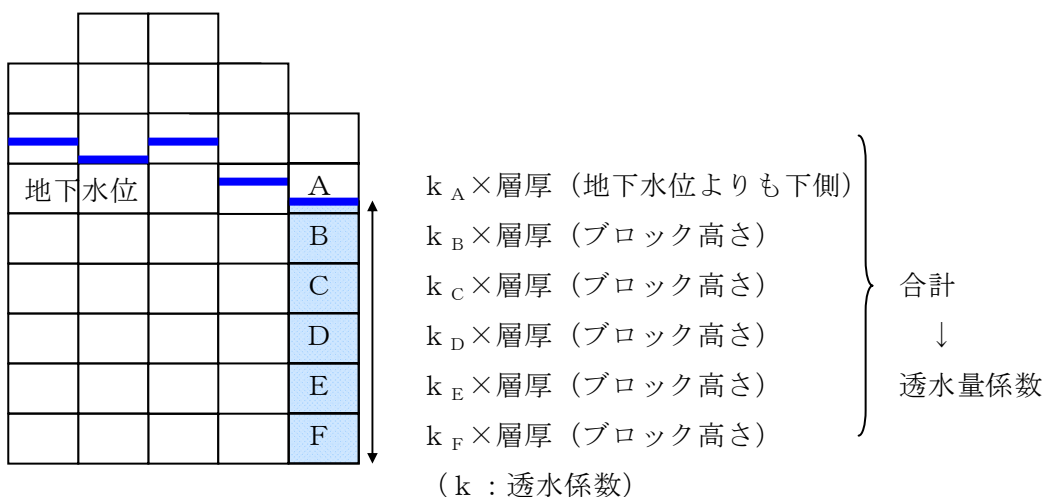 地下水位
A
B
C
D
E
F
k A×層厚（地下水位よりも下側）
k B×層厚（ブロック高さ）
k C×層厚（ブロック高さ）
k D×層厚（ブロック高さ）
k E×層厚（ブロック高さ）
k F×層厚（ブロック高さ）
（k：透水係数）
合計
↓
透水量係数